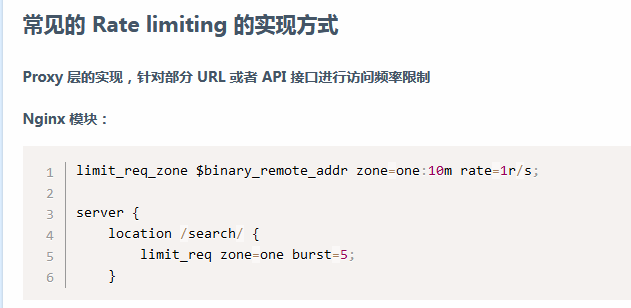 常见的 Rate limiting 的实现方式
Proxy 层的实现，针对部分 URL 或者 API 接口进行访问频率限制
Nginx 模块：
1 limit_req_zone $binary_remote_addr zone=one:10m rate=1r/s;
2
3 server {
4     location /search/ {
5         limit_req zone=one burst=5;
6     }